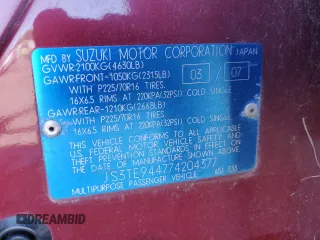 MFD BY SUZUKI MOTOR CORPORATION JAPAN
GVWR:2100KG(4630LB) 03 / 07
GAWR:FRONT-1050KG(2315LB)
WITH P225/70R16 TIRES
16X6.5 RIMS AT 220KPA(32PSI) COLD SINGLE
GAWR:REAR-1210KG(2668LB)
WITH P225/70R16 TIRES
16X6.5 RIMS AT 220KPA(32PSI) COLD SINGLE
THIS VEHICLE CONFORMS TO ALL
APPLICABLE U.S. FEDERAL MOTOR
VEHICLE SAFETY AND THEFT
PREVENTION STANDARDS IN EFFECT ON
THE DATE OF MANUFACTURE SHOWN ABOVE.
JS3TE944774204377
MULTIPURPOSE PASSENGER VEHICLE
DREAMBID